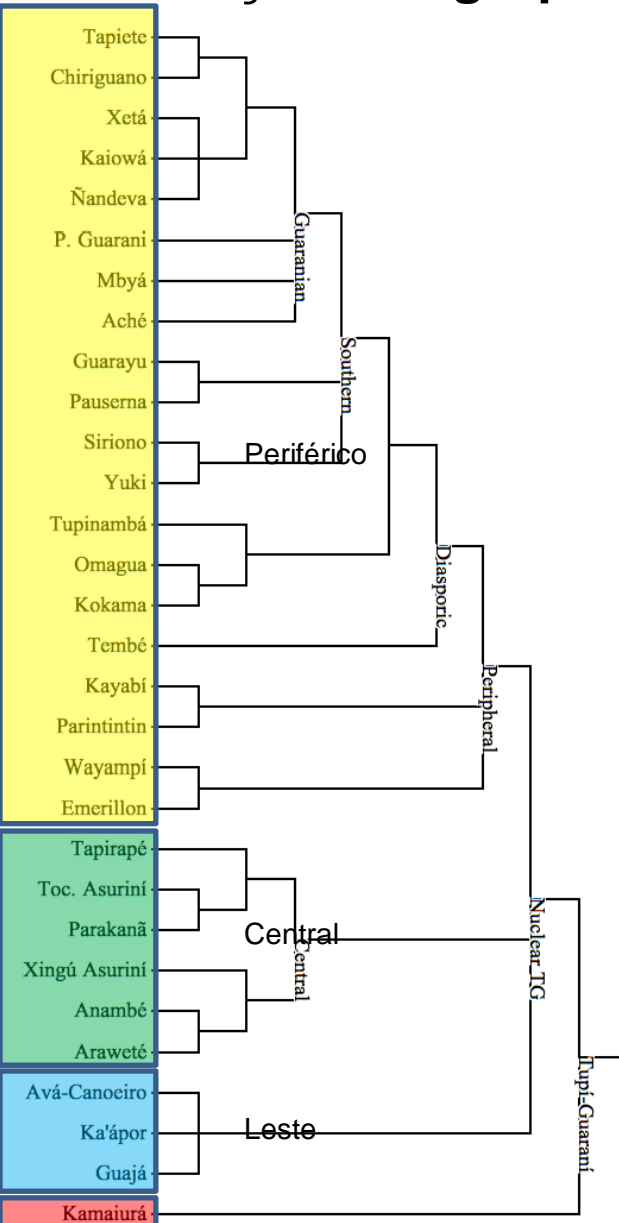 Tapiete
Chiriguano
Xetá
Kaiowá
Ñandeva
P. Guarani
Mbyá
Aché
Guarayu
Pauserna
Siriono
Yuki
Tupinambá
Omagua
Kokama
Tembé
Kayabí
Parintintin
Wayampí
Emerillon
Tapirapé
Toc. Asuriní
Parakanã
Xingú Asuriní
Anambé
Araweté
Avá-Canoeiro
Ka'ápor
Guajá
Kamaiurá
Guaranian
Southern
Periférico
Diasporic
Peripheral
Central
Central
Nuclear_TG
Leste
Tupí-Guaraní